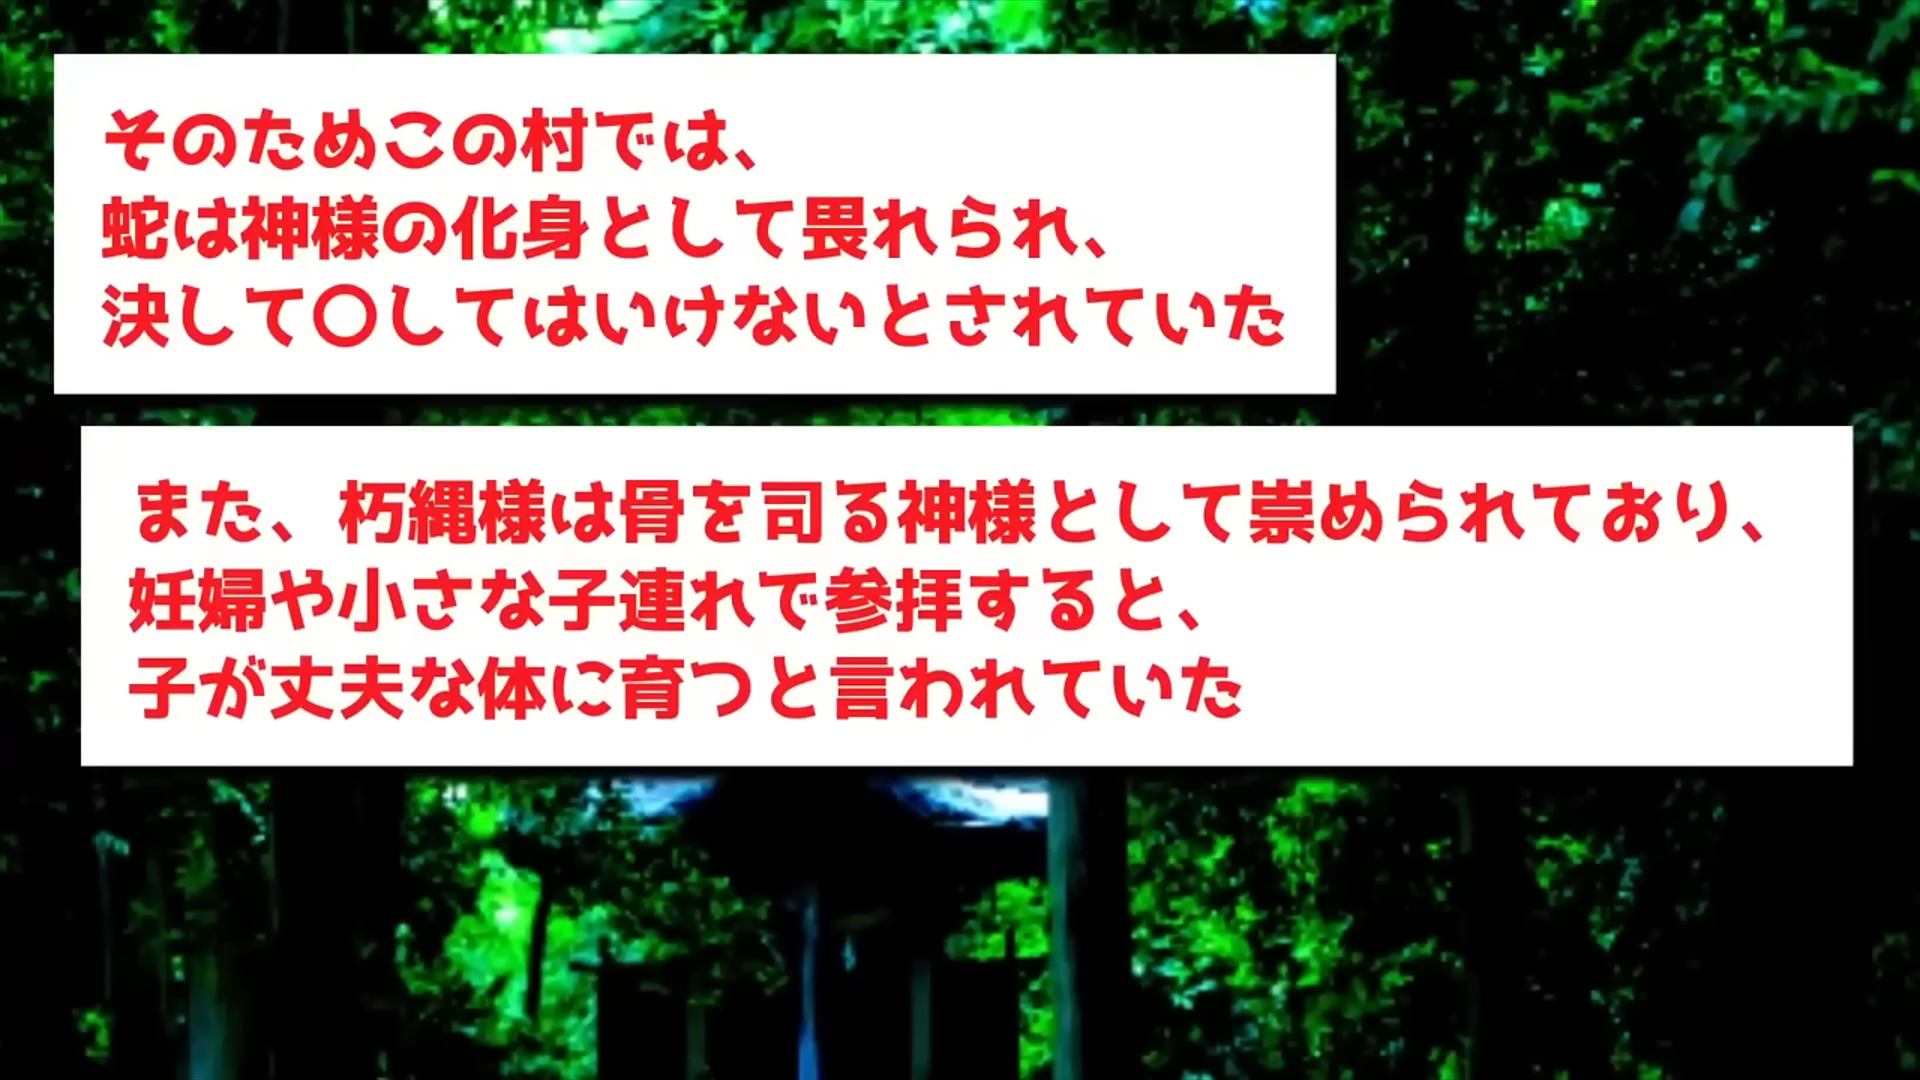 そのためこの村では、
蛇は神様の化身として畏れられ、
決して〇してはいけないとされていた
また、朽縄様は骨を司る神様として崇められており、
妊婦や小さな子連れで参拝すると、
子が丈夫な体に育つと言われていた